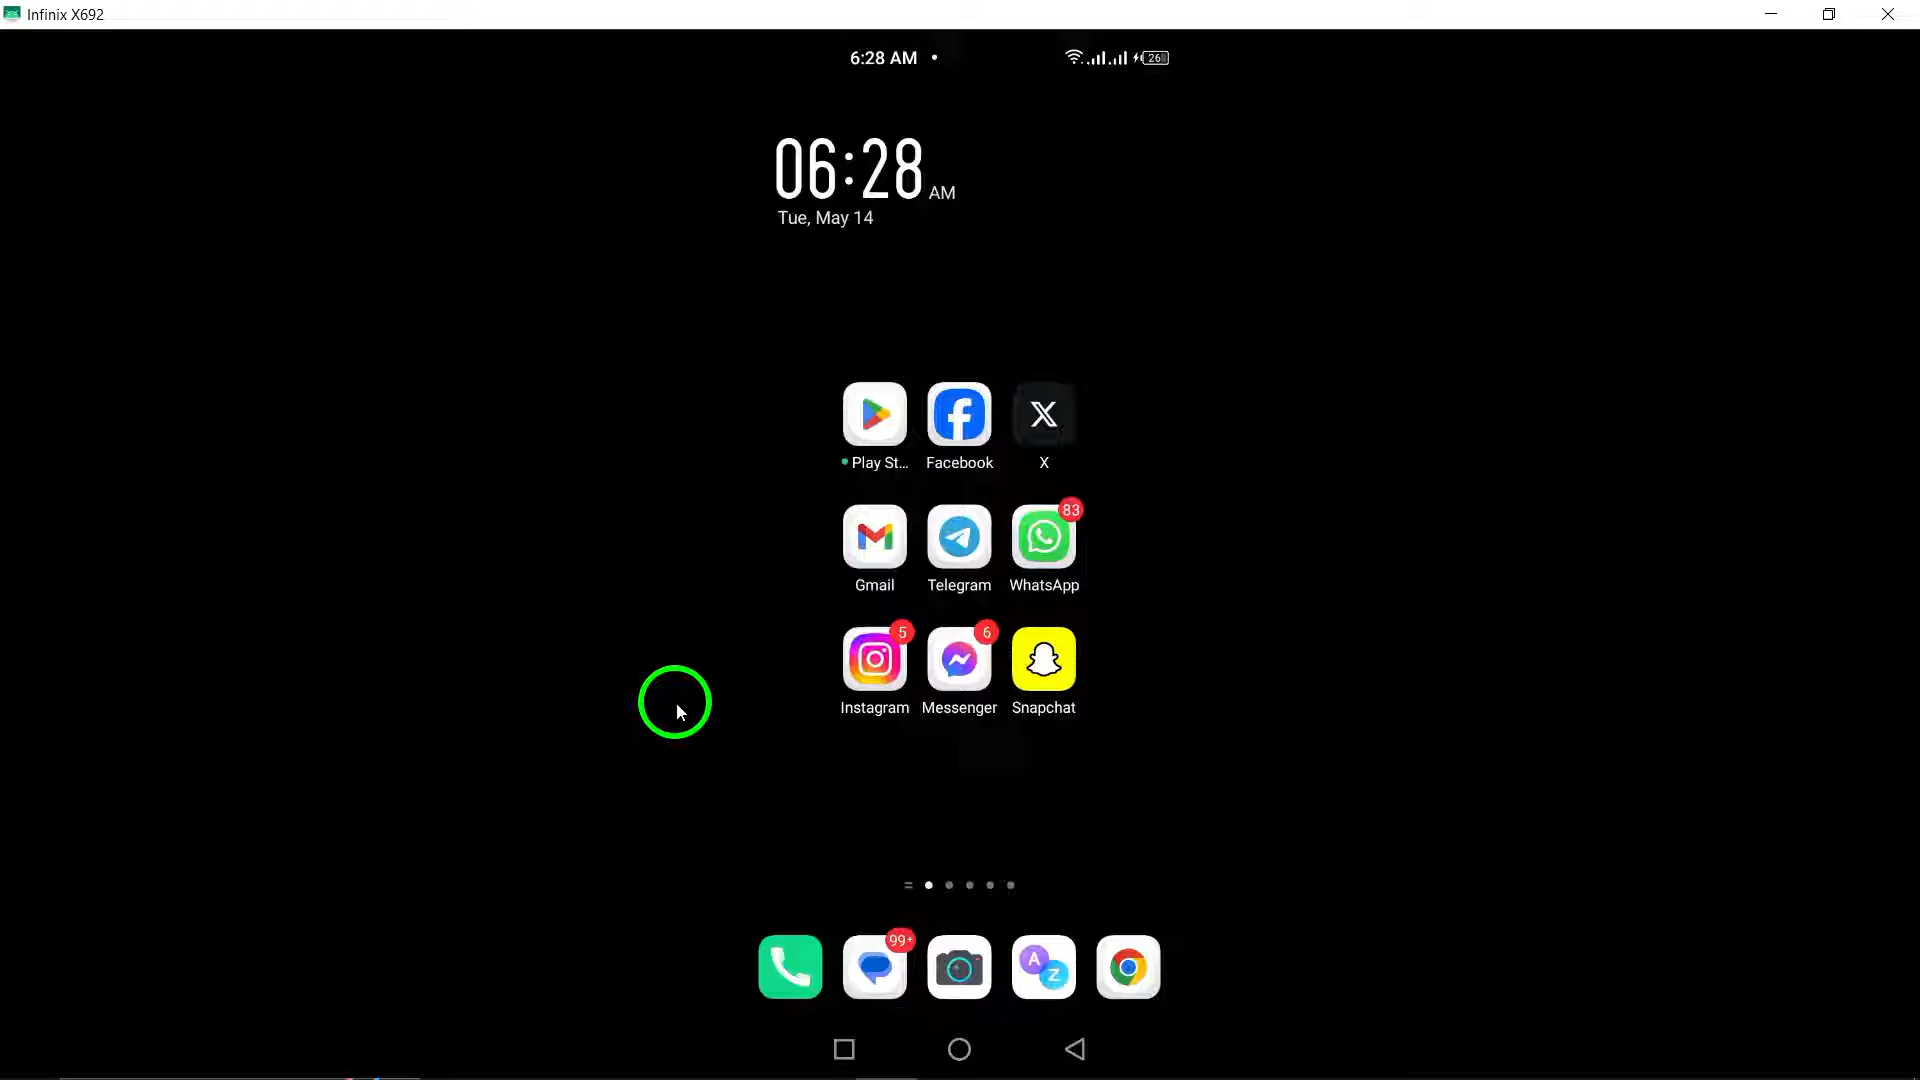 Infinix X692
6:28 AM
26
06:28 AM
Tue, May 14
Play St... Facebook X
83
Gmail Telegram WhatsApp
5 6
Instagram Messenger Snapchat
99+
A Z